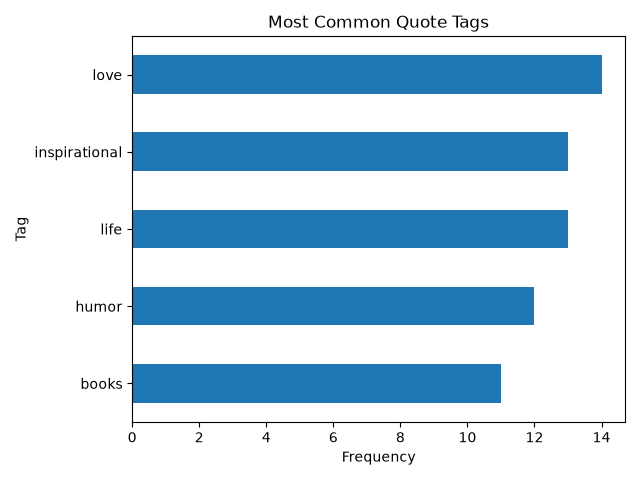 Most Common Quote Tags
love
inspirational
life
humor
books
Tag
0 2 4 6 8 10 12 14
Frequency